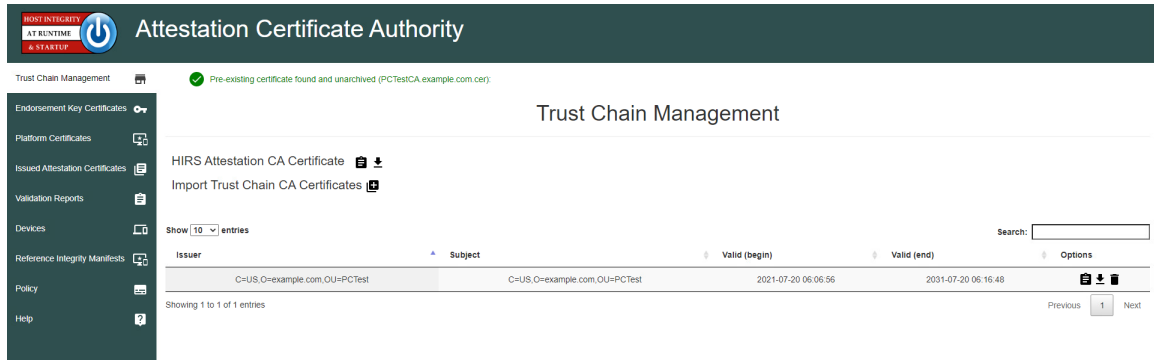 HOST INTEGRITY
AT RUNTIME
& STARTUP
Attestation Certificate Authority
Trust Chain Management
Pre-existing certificate found and unarchived (PCTestCA.example.com.cer):
Endorsement Key Certificates
Platform Certificates
Issued Attestation Certificates
Validation Reports
Devices
Reference Integrity Manifests
Policy
Help
Trust Chain Management
HIRS Attestation CA Certificate
Import Trust Chain CA Certificates
Show 10 entries
Search:
Issuer Subject Valid (begin) Valid (end) Options
C=US,O=example.com,OU=PCTest C=US,O=example.com,OU=PCTest 2021-07-20 06:06:56 2031-07-20 06:16:48
Showing 1 to 1 of 1 entries
Previous 1 Next